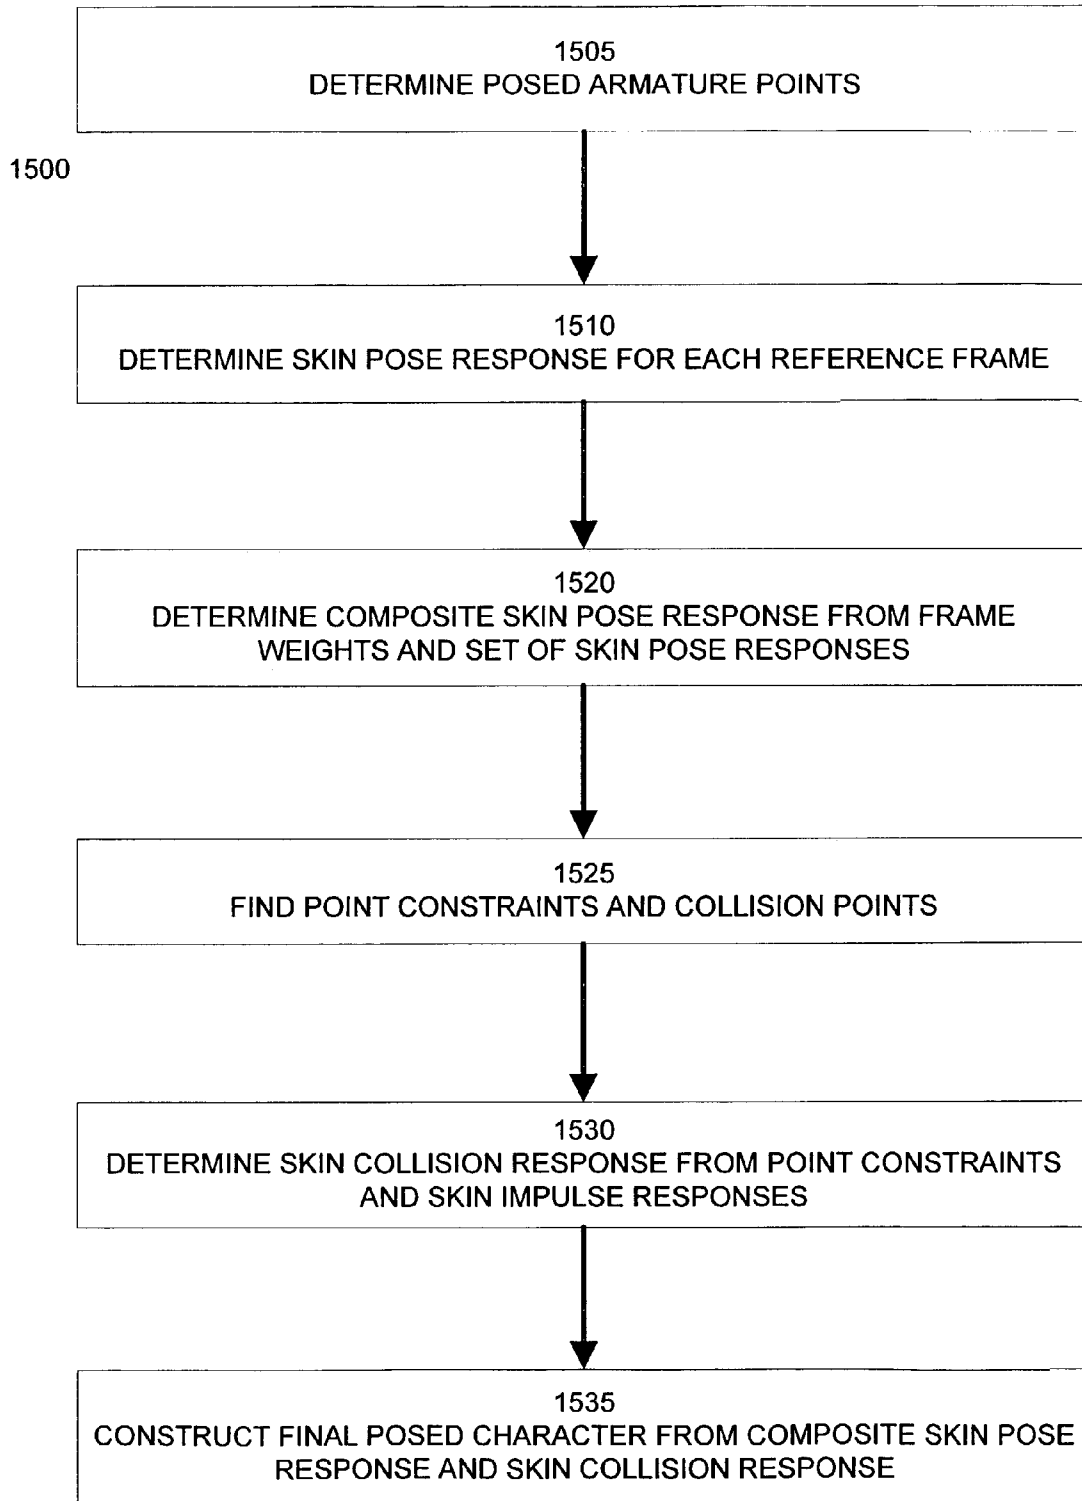 1505
DETERMINE POSED ARMATURE POINTS
1500
1510
DETERMINE SKIN POSE RESPONSE FOR EACH REFERENCE FRAME
1520
DETERMINE COMPOSITE SKIN POSE RESPONSE FROM FRAME
WEIGHTS AND SET OF SKIN POSE RESPONSES
1525
FIND POINT CONSTRAINTS AND COLLISION POINTS
1530
DETERMINE SKIN COLLISION RESPONSE FROM POINT CONSTRAINTS
AND SKIN IMPULSE RESPONSES
1535
CONSTRUCT FINAL POSED CHARACTER FROM COMPOSITE SKIN POSE
RESPONSE AND SKIN COLLISION RESPONSE